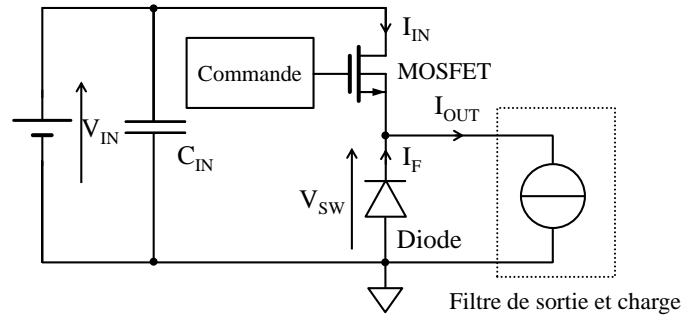 I_IN
Commande
MOSFET
V_IN
C_IN
I_OUT
I_F
V_SW
Diode
Filtre de sortie et charge